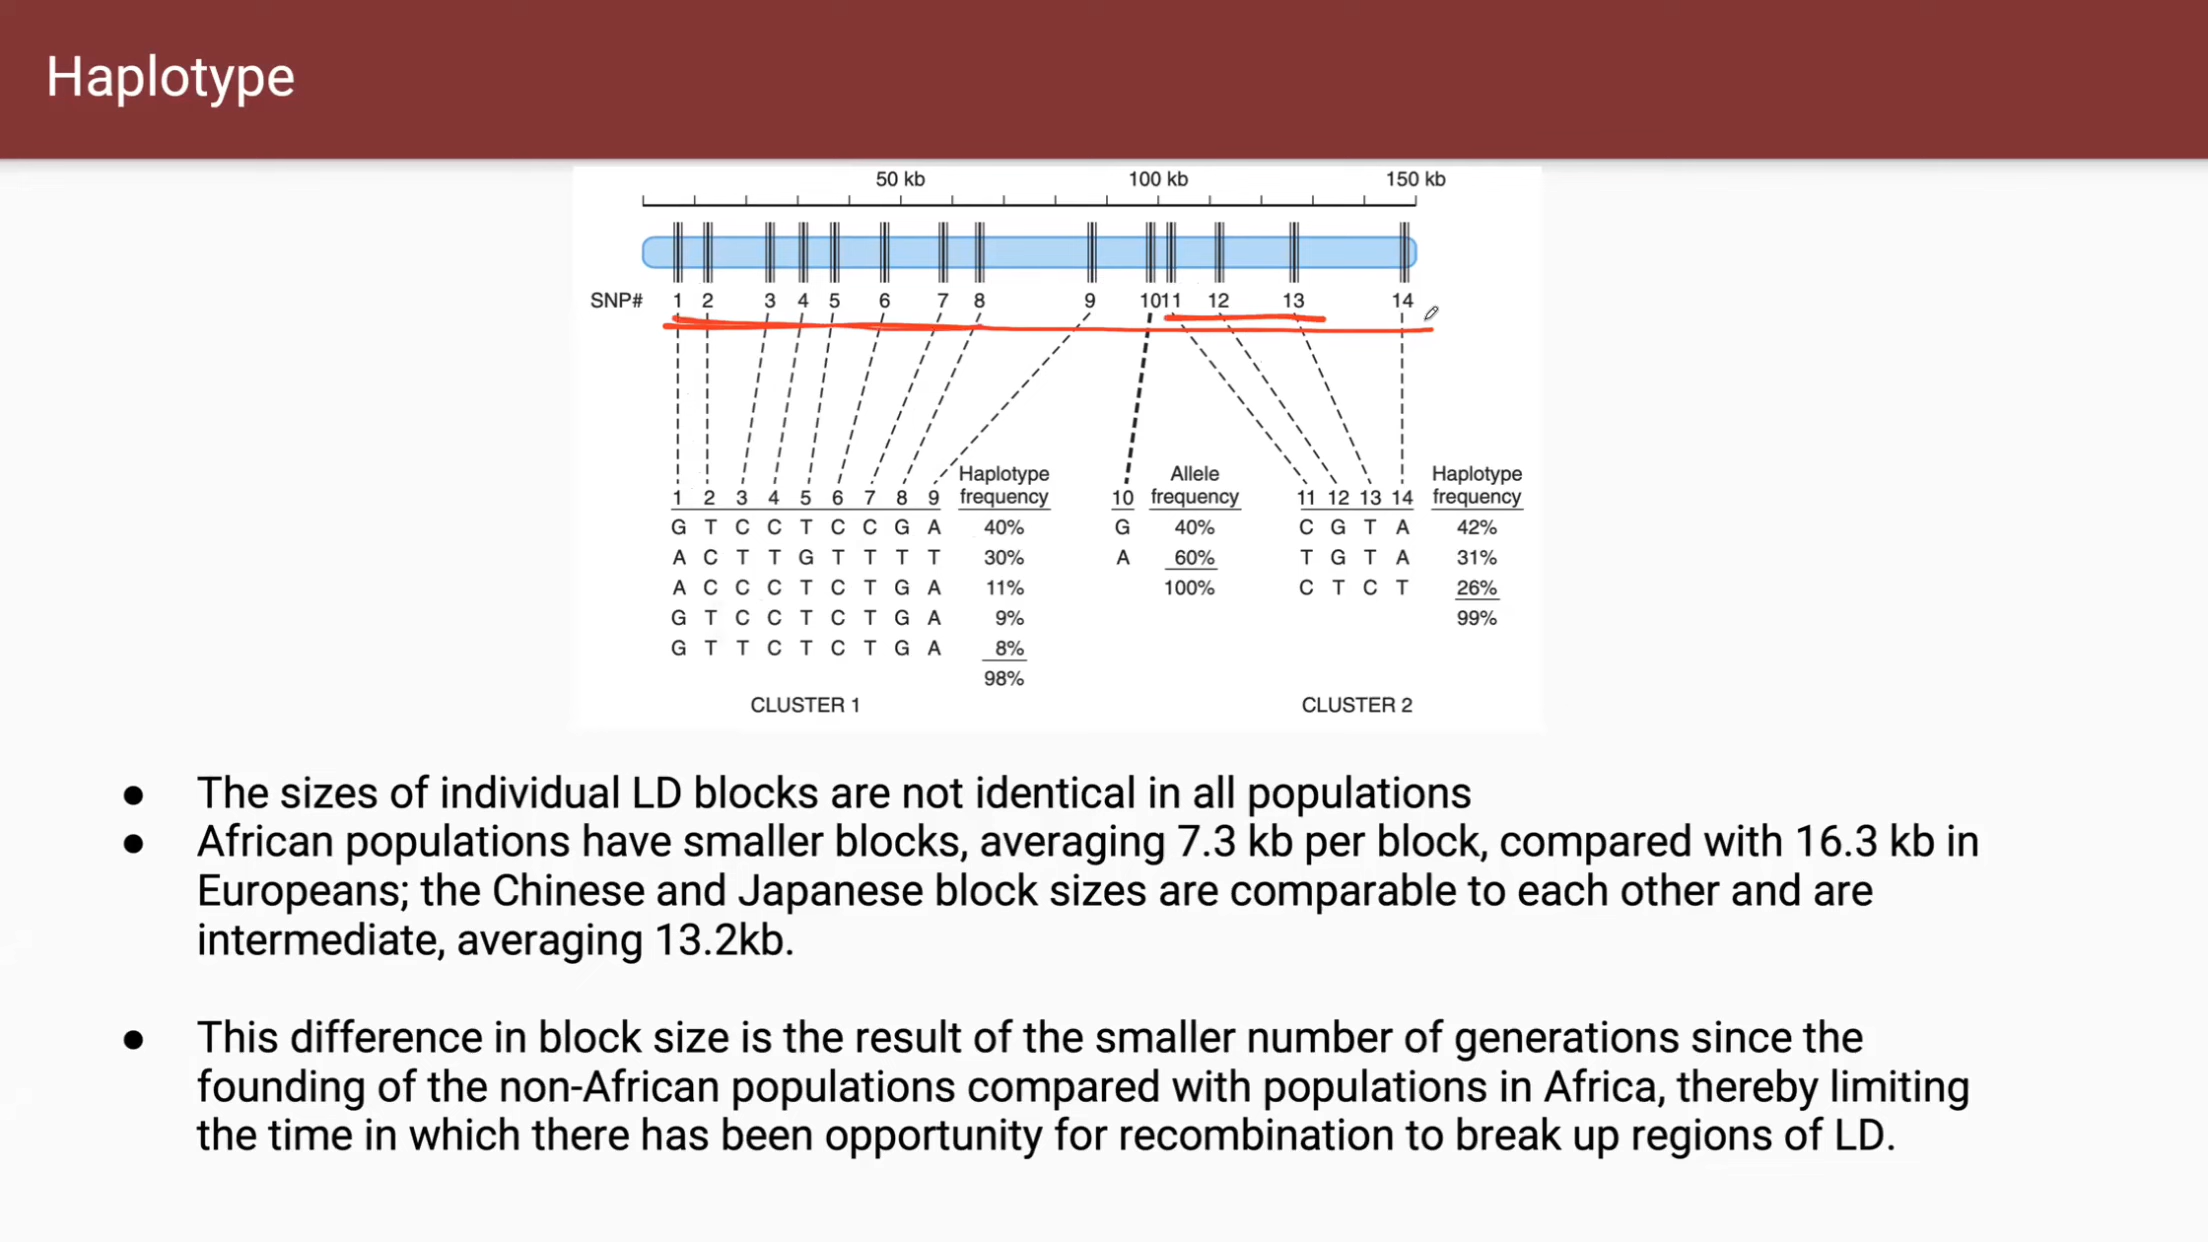 Haplotype
50 kb 100 kb 150 kb
SNP# 1 2 3 4 5 6 7 8 9 10 11 12 13 14
Haplotype Allele Haplotype
1 2 3 4 5 6 7 8 9 frequency 10 frequency 11 12 13 14 frequency
G T C C T C C G A 40% G 40% C G T A 42%
A C T T G T T T T 30% A 60% T G T A 31%
A C C C T C T G A 11% 100% C T C T 26%
G T C C T C T G A 9% 99%
G T T C T C T G A 8%
98%
CLUSTER 1 CLUSTER 2
● The sizes of individual LD blocks are not identical in all populations
● African populations have smaller blocks, averaging 7.3 kb per block, compared with 16.3 kb in
Europeans; the Chinese and Japanese block sizes are comparable to each other and are
intermediate, averaging 13.2kb.
● This difference in block size is the result of the smaller number of generations since the
founding of the non-African populations compared with populations in Africa, thereby limiting
the time in which there has been opportunity for recombination to break up regions of LD.